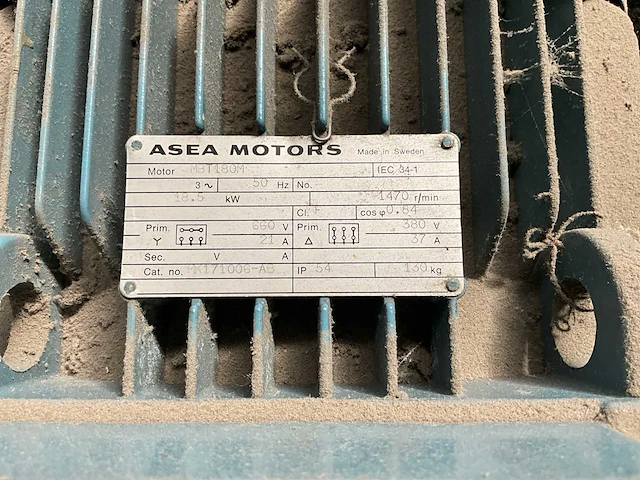 ASEA MOTORS Made in Sweden
Motor MBT180M IEC 34-1
3 ~ 50 Hz No.
18.5 kW 1470 r/min
Cl. F cos φ 0.84
Prim. 660 V Prim. 380 V
Y 21 A Δ 37 A
Sec. V A
Cat. no. MK171006-AB IP 54 130 kg